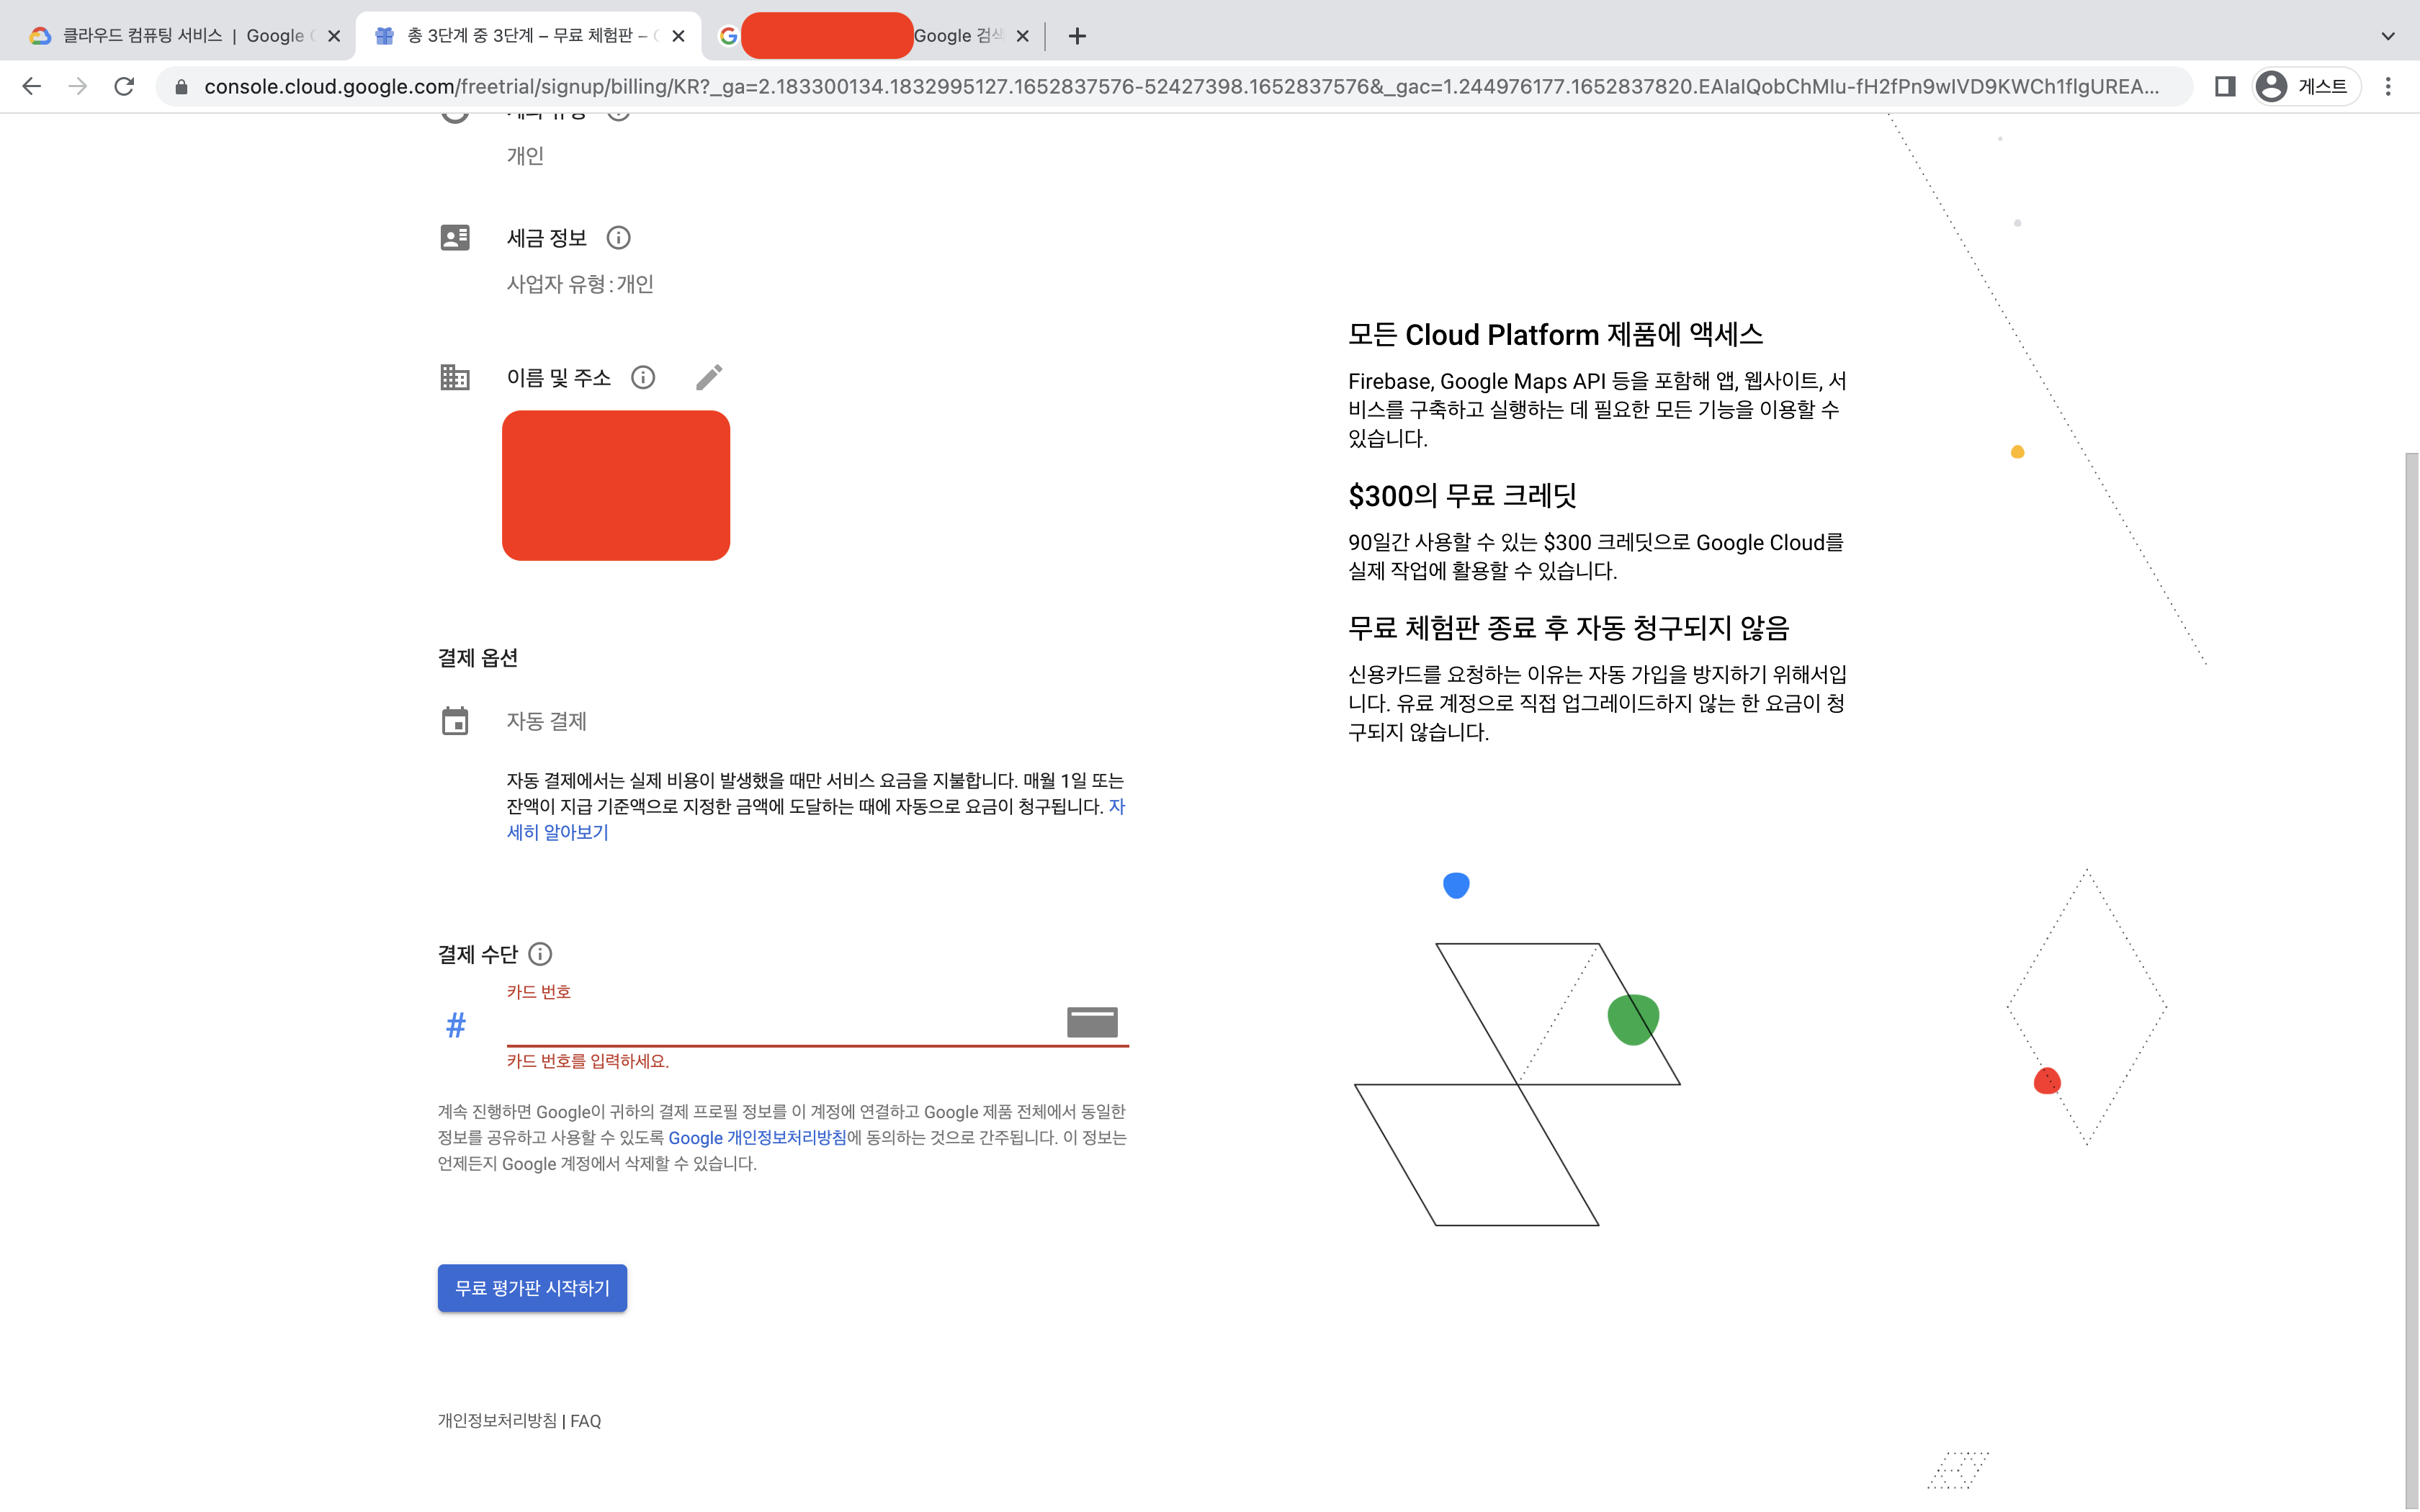 클라우드 컴퓨팅 서비스 | Google
총 3단계 중 3단계 – 무료 체험판 –
Google 검색
console.cloud.google.com/freetrial/signup/billing/KR?_ga=2.183300134.1832995127.1652837576-52427398.1652837576&_gac=1.244976177.1652837820.EAIaIQobChMIu-fH2fPn9wIVD9KWCh1flgUREA...
게스트
개인
세금 정보
사업자 유형: 개인
이름 및 주소
결제 옵션
자동 결제
자동 결제에서는 실제 비용이 발생했을 때만 서비스 요금을 지불합니다. 매월 1일 또는
잔액이 지급 기준액으로 지정한 금액에 도달하는 때에 자동으로 요금이 청구됩니다. 자
세히 알아보기
결제 수단
카드 번호
#
카드 번호를 입력하세요.
계속 진행하면 Google이 귀하의 결제 프로필 정보를 이 계정에 연결하고 Google 제품 전체에서 동일한
정보를 공유하고 사용할 수 있도록 Google 개인정보처리방침에 동의하는 것으로 간주됩니다. 이 정보는
언제든지 Google 계정에서 삭제할 수 있습니다.
무료 평가판 시작하기
개인정보처리방침 | FAQ
모든 Cloud Platform 제품에 액세스
Firebase, Google Maps API 등을 포함해 앱, 웹사이트, 서
비스를 구축하고 실행하는 데 필요한 모든 기능을 이용할 수
있습니다.
$300의 무료 크레딧
90일간 사용할 수 있는 $300 크레딧으로 Google Cloud를
실제 작업에 활용할 수 있습니다.
무료 체험판 종료 후 자동 청구되지 않음
신용카드를 요청하는 이유는 자동 가입을 방지하기 위해서입
니다. 유료 계정으로 직접 업그레이드하지 않는 한 요금이 청
구되지 않습니다.